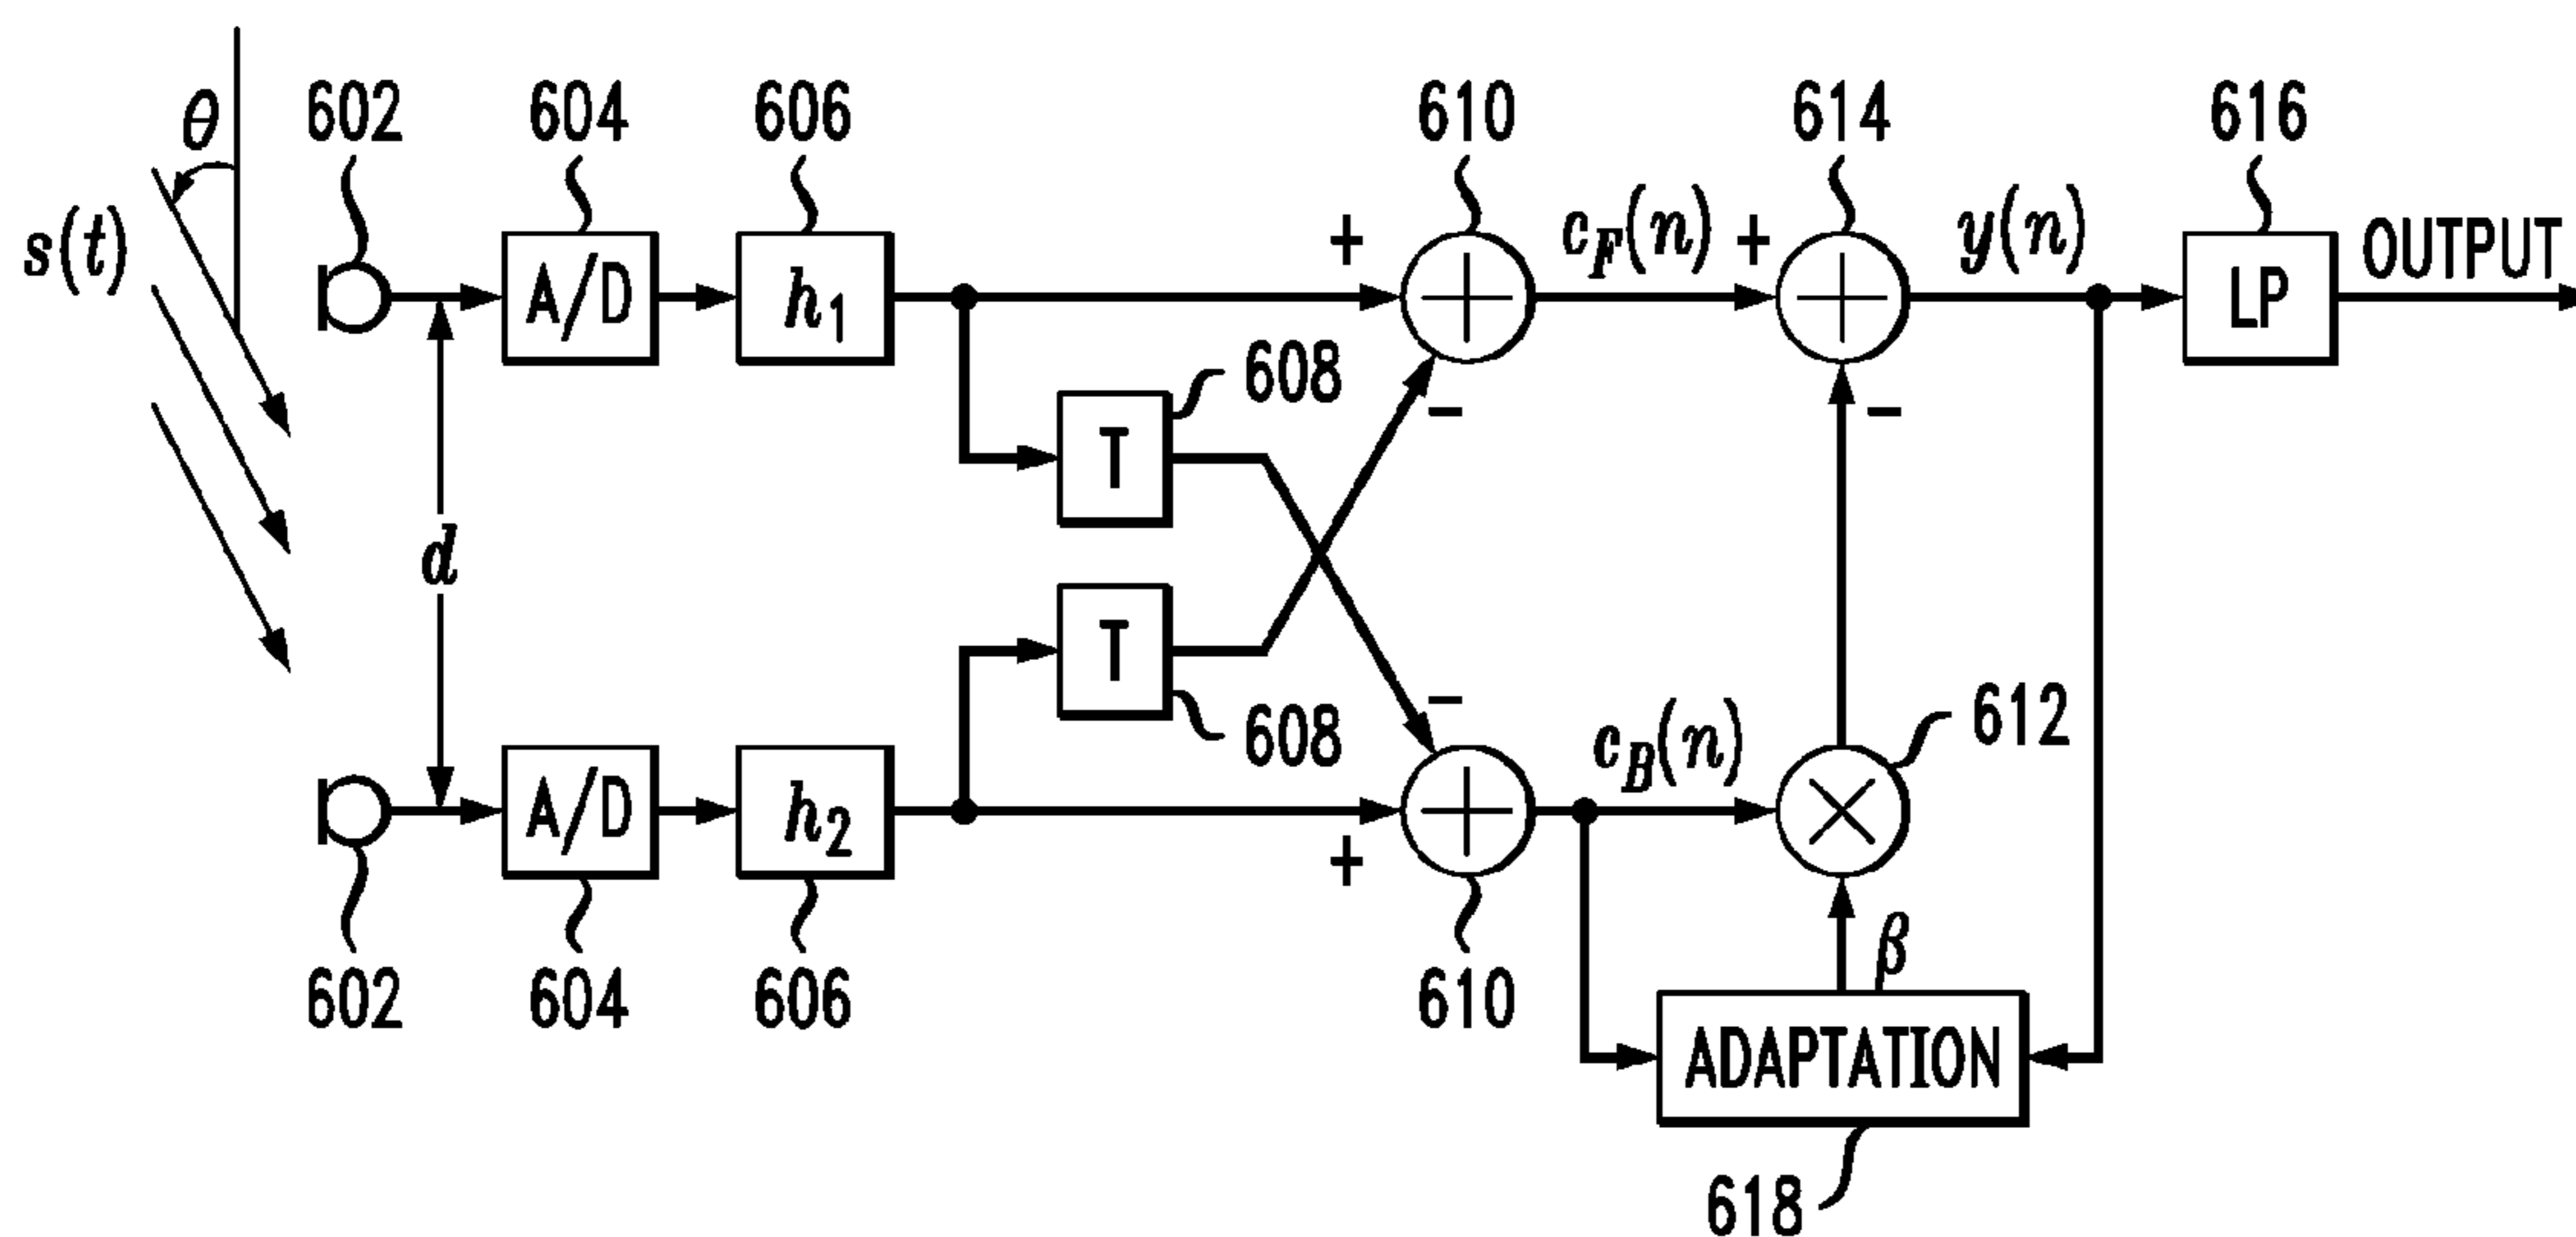 θ
602
604
606
610
614
616
s(t)
+
c_F(n)
+
y(n)
OUTPUT
A/D
h_1
LP
608
−
−
T
d
T
608
−
612
c_B(n)
A/D
h_2
+
β
602
604
606
610
ADAPTATION
618